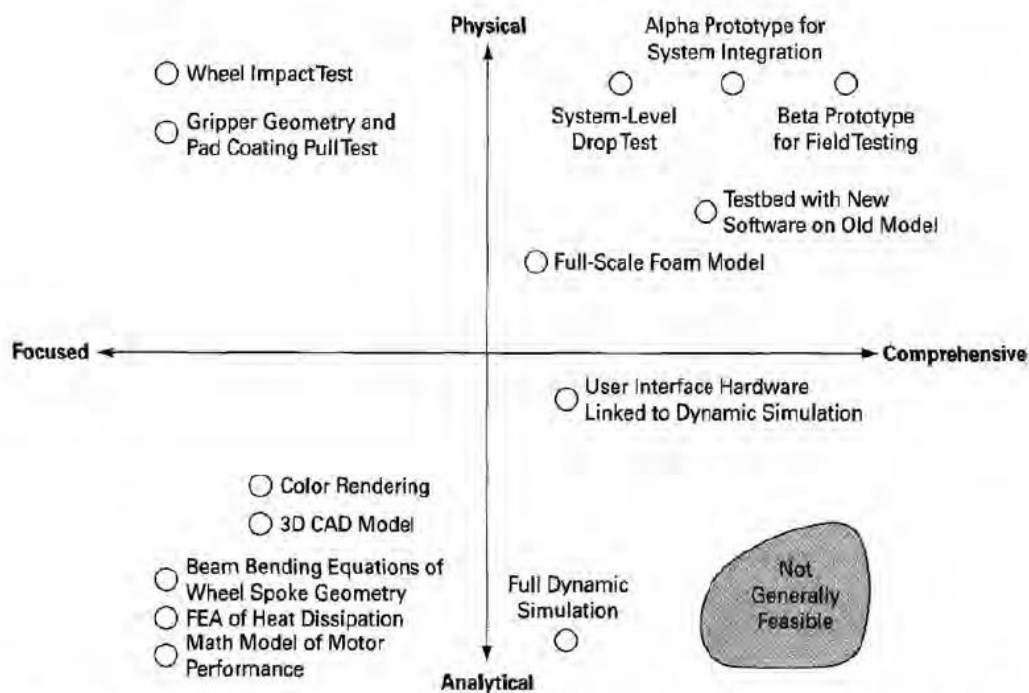 Physical
Alpha Prototype for
System Integration
Wheel Impact Test
Gripper Geometry and
Pad Coating Pull Test
System-Level
Drop Test
Beta Prototype
for Field Testing
Testbed with New
Software on Old Model
Full-Scale Foam Model
Focused
Comprehensive
User Interface Hardware
Linked to Dynamic Simulation
Color Rendering
3D CAD Model
Beam Bending Equations of
Wheel Spoke Geometry
FEA of Heat Dissipation
Math Model of Motor
Performance
Full Dynamic
Simulation
Not
Generally
Feasible
Analytical